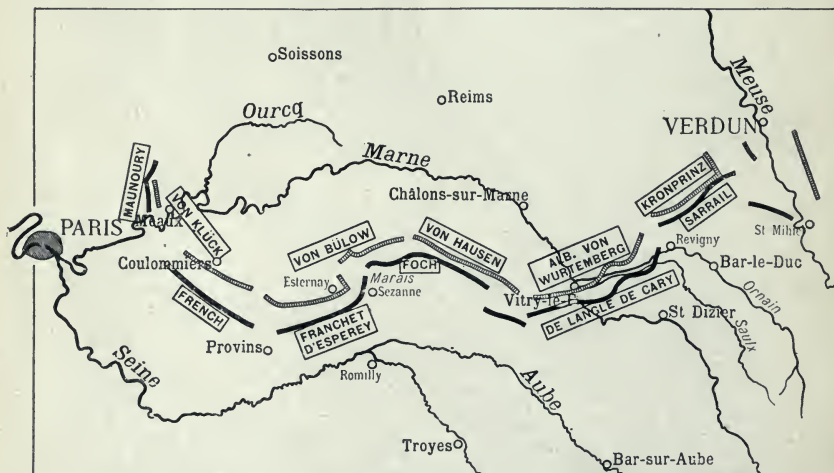 Soissons
Reims
Ourcq
Marne
Meuse
VERDUN
MAUNOURY
Meaux
VON KLÜCK
PARIS
Coulommiers
FRENCH
Châlons-sur-Marne
KRONPRINZ
SARRAIL
St Mihiel
VON BÜLOW
VON HAUSEN
ALB. VON
WURTEMBERG
Revigny
Bar-le-Duc
Esternay
Marais
FOCH
Sezanne
Vitry-le-F
DE LANGLE DE CARY
Ornain
St Dizier
Saulx
FRANCHET
D'ESPEREY
Provins
Seine
Romilly
Aube
Troyes
Bar-sur-Aube